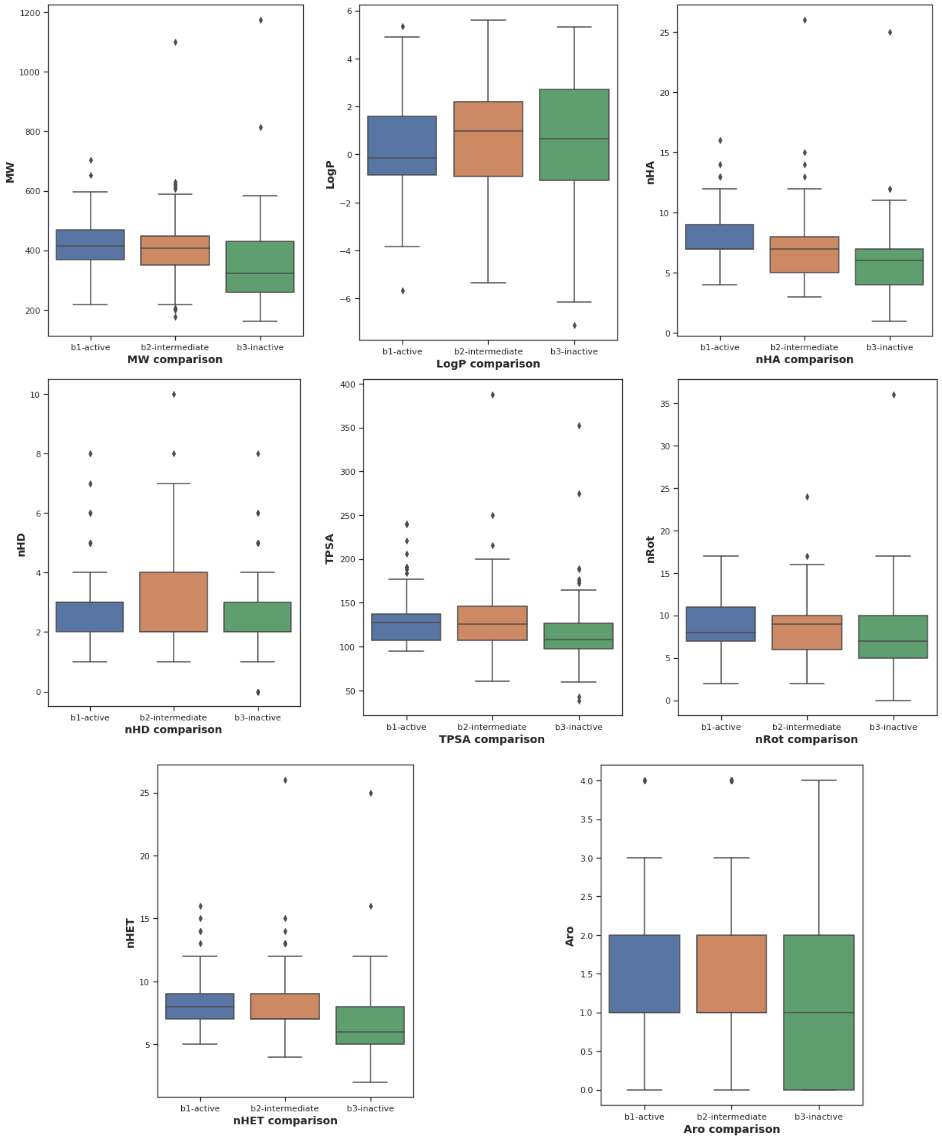 1200
1000
800
600
400
200
MW
b1-active b2-intermediate b3-inactive
MW comparison
6
4
2
0
−2
−4
−6
LogP
b1-active b2-intermediate b3-inactive
LogP comparison
25
20
15
10
5
0
nHA
b1-active b2-intermediate b3-inactive
nHA comparison
10
8
6
4
2
0
nHD
b1-active b2-intermediate b3-inactive
nHD comparison
400
350
300
250
200
150
100
50
TPSA
b1-active b2-intermediate b3-inactive
TPSA comparison
35
30
25
20
15
10
5
0
nRot
b1-active b2-intermediate b3-inactive
nRot comparison
25
20
15
10
5
nHET
b1-active b2-intermediate b3-inactive
nHET comparison
4.0
3.5
3.0
2.5
2.0
1.5
1.0
0.5
0.0
Aro
b1-active b2-intermediate b3-inactive
Aro comparison